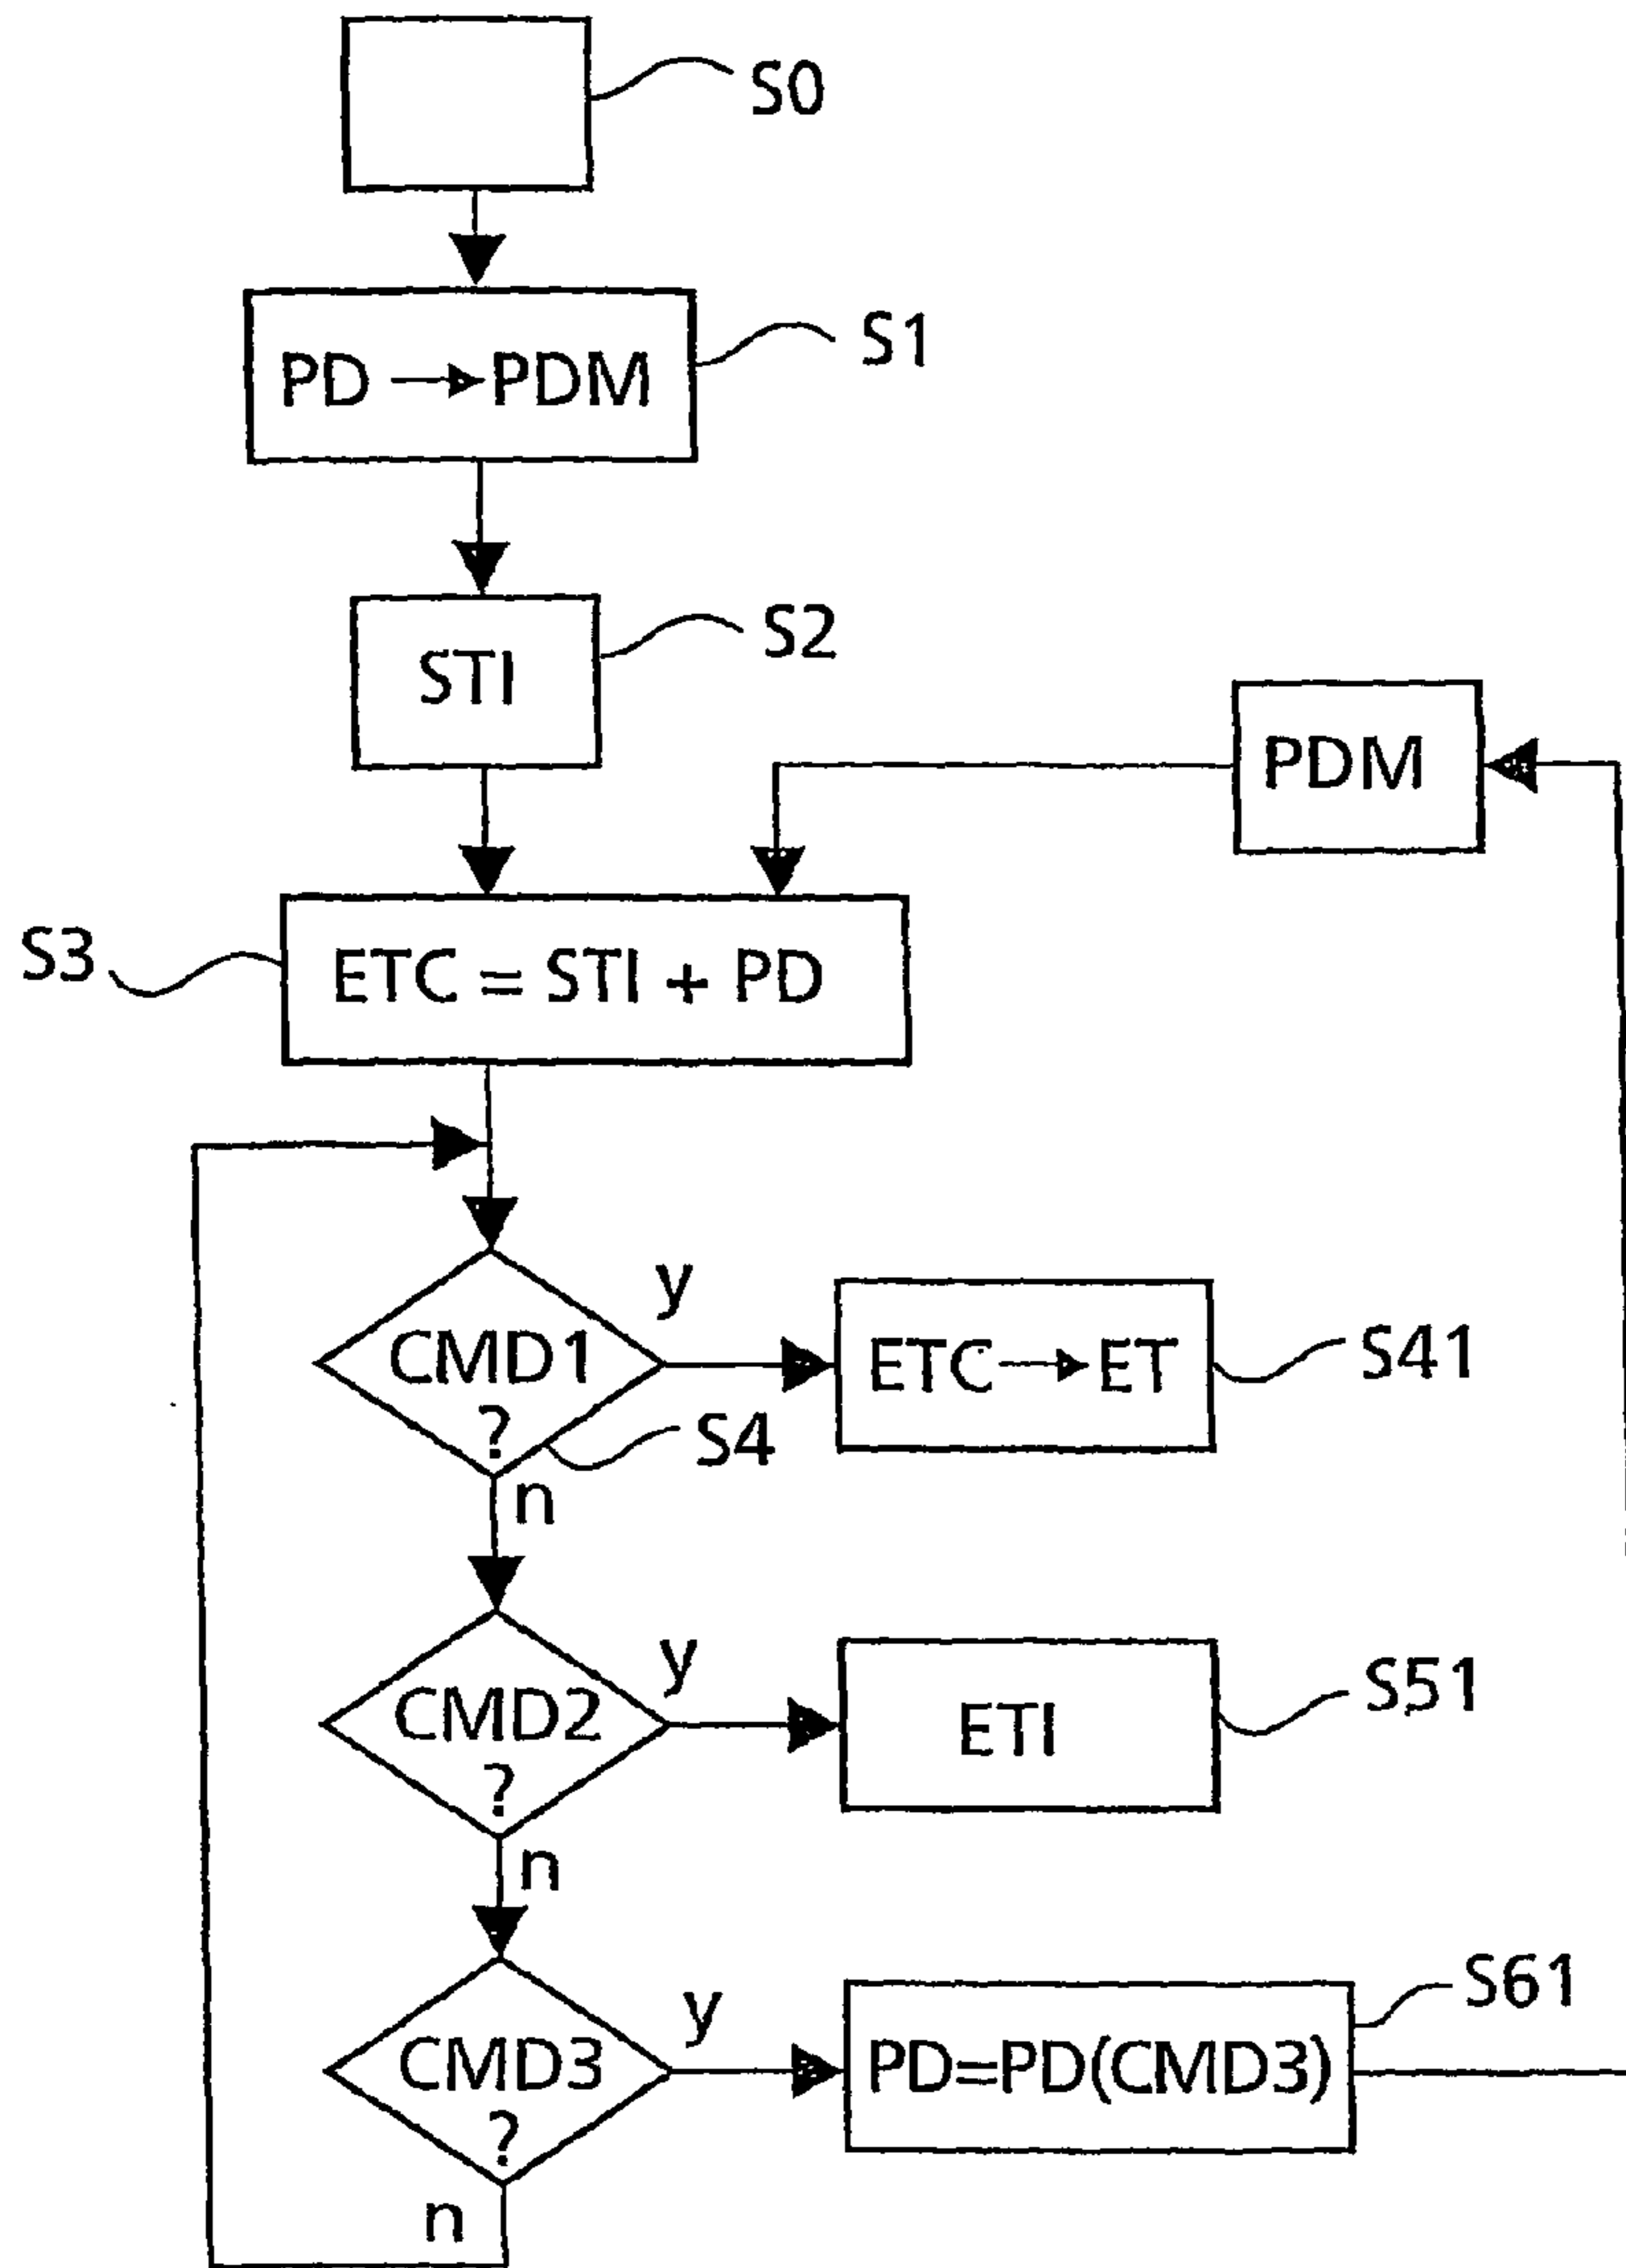 S0
PD → PDM
S1
STI
S2
PDM
S3
ETC = STI + PD
CMD1
?
y
ETC → ET
S41
S4
n
CMD2
?
y
ETI
S51
n
CMD3
?
y
PD=PD(CMD3)
S61
n